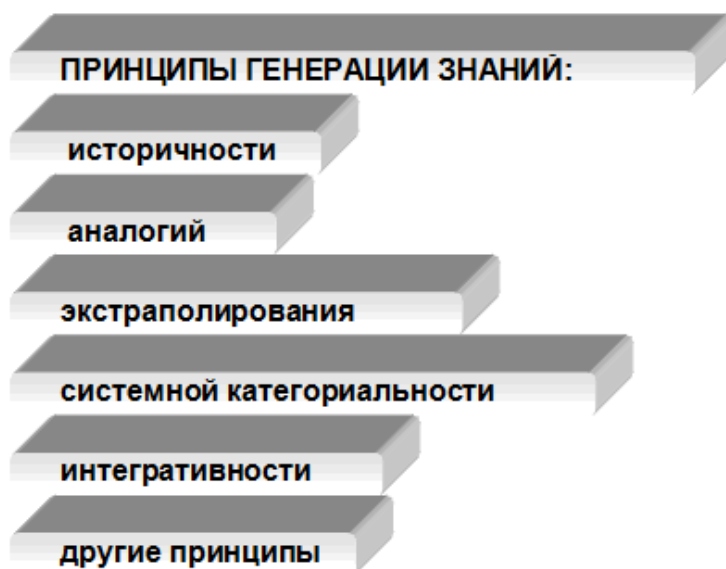 ПРИНЦИПЫ ГЕНЕРАЦИИ ЗНАНИЙ:
историчности
аналогий
экстраполирования
системной категориальности
интегративности
другие принципы